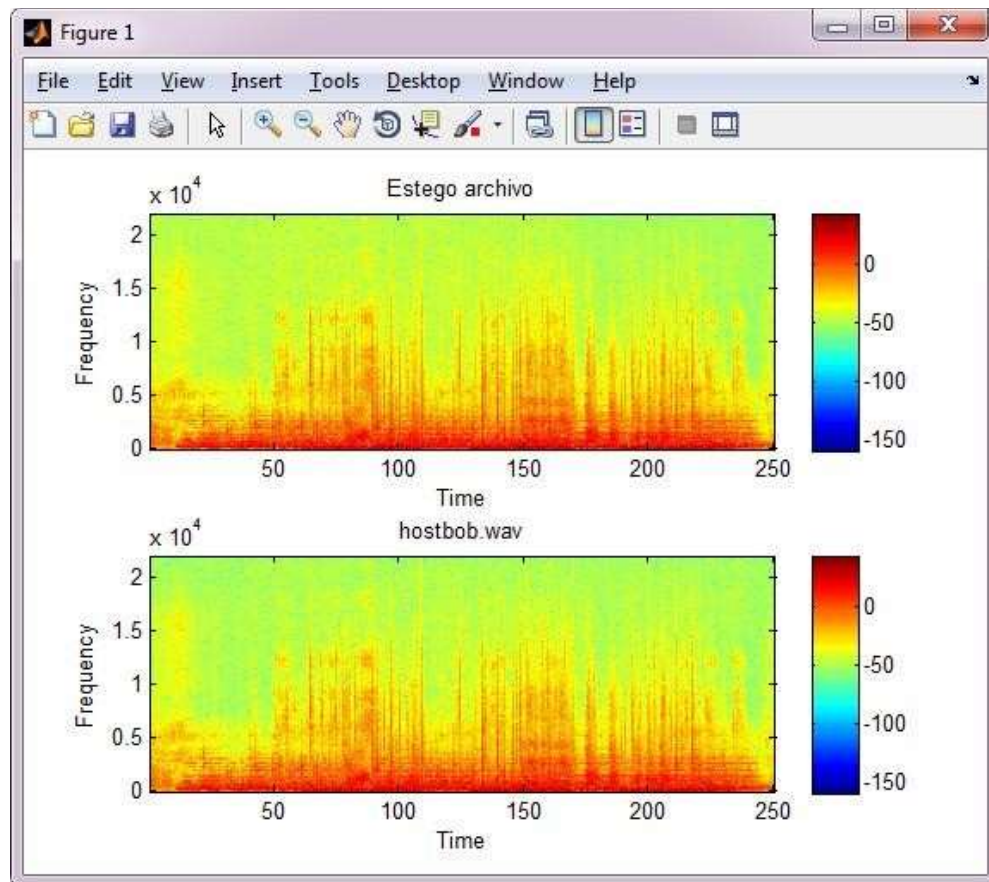 Figure 1
File Edit View Insert Tools Desktop Window Help
Estego archivo
x 10^4
2
1.5
1
0.5
0
Frequency
50 100 150 200 250
Time
0
-50
-100
-150
hostbob.wav
x 10^4
2
1.5
1
0.5
0
Frequency
50 100 150 200 250
Time
0
-50
-100
-150